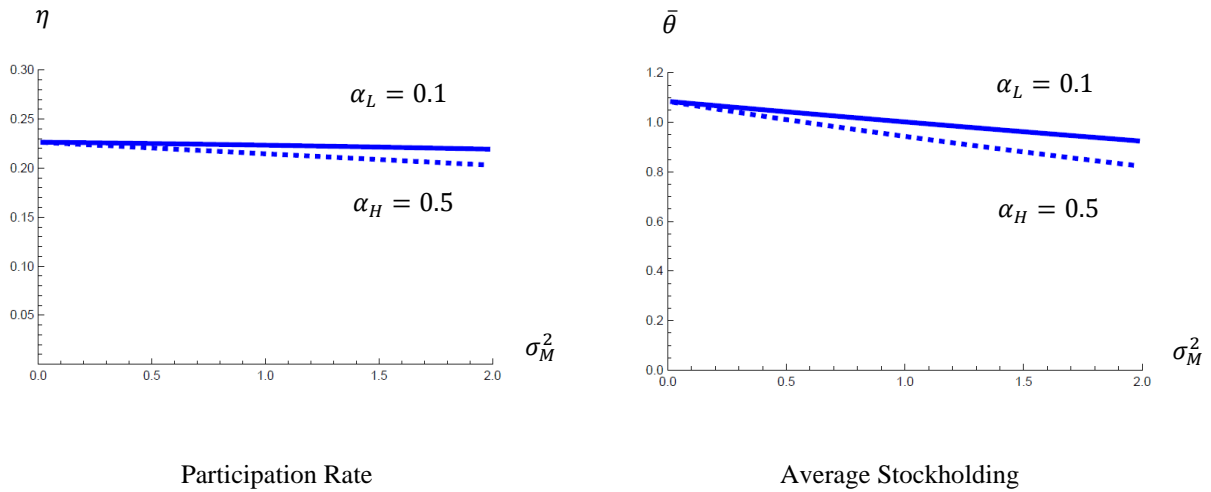 η
0.30
0.25
0.20
0.15
0.10
0.05
0.0 0.5 1.0 1.5 2.0
α_L = 0.1
α_H = 0.5
σ_M^2
Participation Rate
θ̄
1.2
1.0
0.8
0.6
0.4
0.2
0.0
0.0 0.5 1.0 1.5 2.0
α_L = 0.1
α_H = 0.5
σ_M^2
Average Stockholding